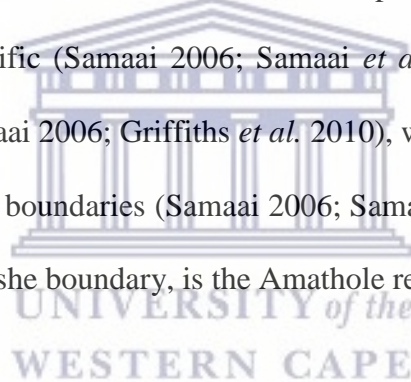 ific (Samaai 2006; Samaai et a
aai 2006; Griffiths et al. 2010), w
boundaries (Samaai 2006; Sama
she boundary, is the Amathole re
UNIVERSITY of the
WESTERN CAPE